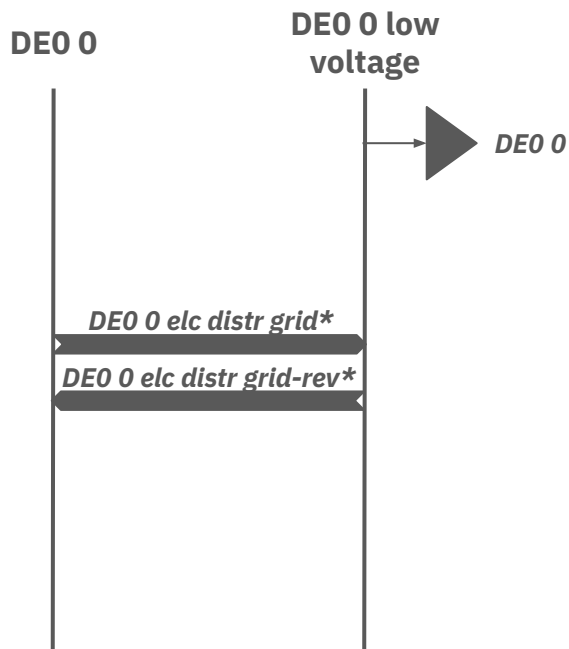 DE0 0
DE0 0 low
voltage
DE0 0
DE0 0 elc distr grid*
DE0 0 elc distr grid-rev*